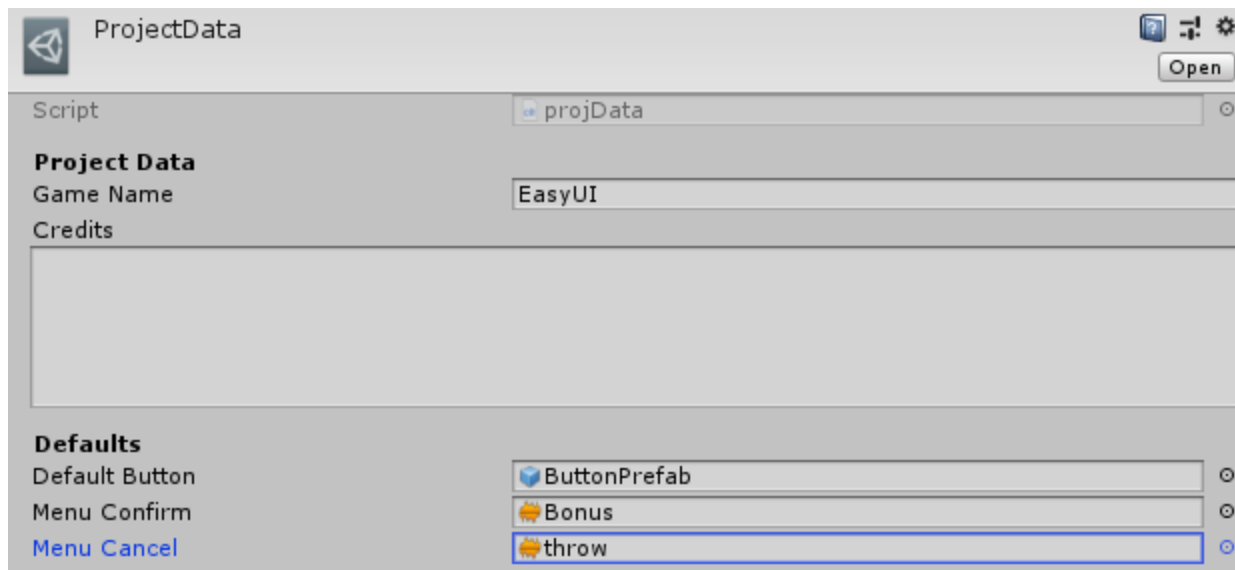 ProjectData
Open
Script projData
Project Data
Game Name EasyUI
Credits
Defaults
Default Button ButtonPrefab
Menu Confirm Bonus
Menu Cancel throw